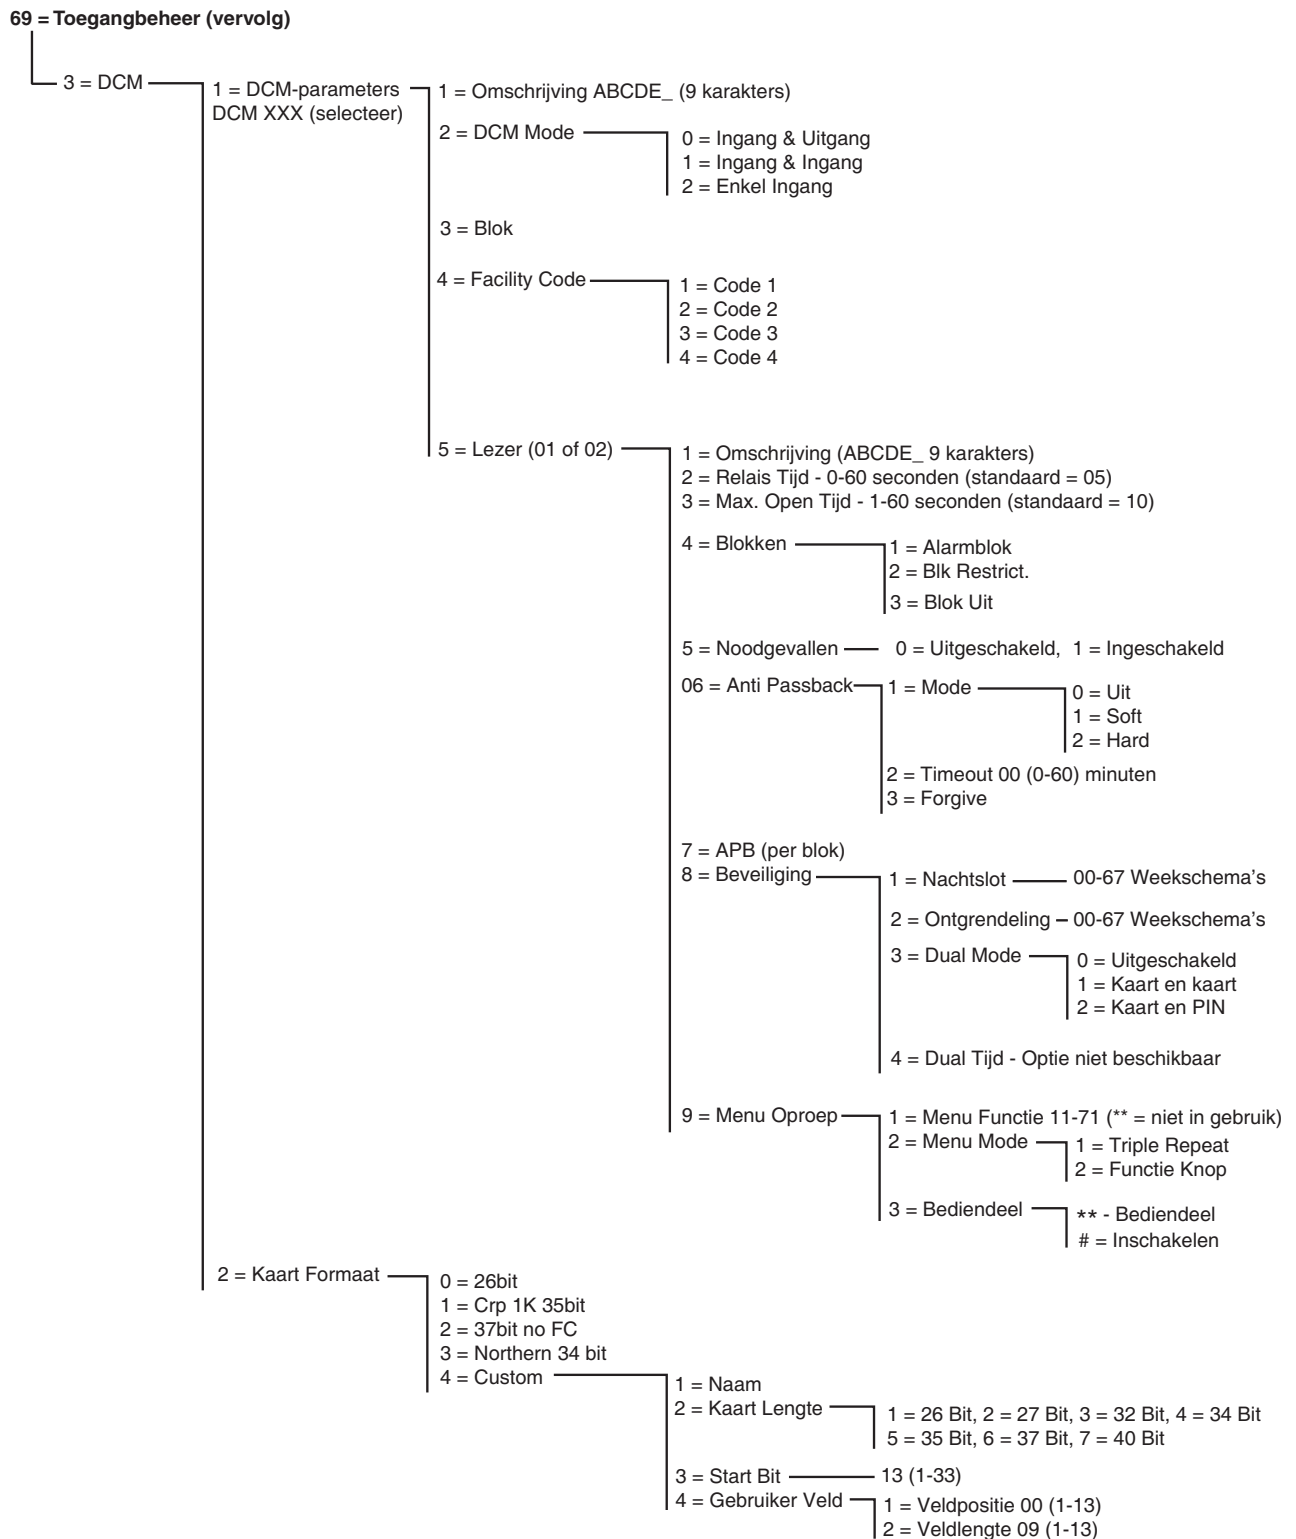 69 = Toegangbeheer (vervolg)
3 = DCM
1 = DCM-parameters
DCM XXX (selecteer)
1 = Omschrijving ABCDE_ (9 karakters)
2 = DCM Mode
0 = Ingang & Uitgang
1 = Ingang & Ingang
2 = Enkel Ingang
3 = Blok
4 = Facility Code
1 = Code 1
2 = Code 2
3 = Code 3
4 = Code 4
5 = Lezer (01 of 02)
1 = Omschrijving (ABCDE_ 9 karakters)
2 = Relais Tijd - 0-60 seconden (standaard = 05)
3 = Max. Open Tijd - 1-60 seconden (standaard = 10)
4 = Blokken
1 = Alarmblok
2 = Blk Restrict.
3 = Blok Uit
5 = Noodgevallen
0 = Uitgeschakeld, 1 = Ingeschakeld
06 = Anti Passback
1 = Mode
0 = Uit
1 = Soft
2 = Hard
2 = Timeout 00 (0-60) minuten
3 = Forgive
7 = APB (per blok)
8 = Beveiliging
1 = Nachtslot
00-67 Weekschema's
2 = Ontgrendeling
00-67 Weekschema's
3 = Dual Mode
0 = Uitgeschakeld
1 = Kaart en kaart
2 = Kaart en PIN
4 = Dual Tijd - Optie niet beschikbaar
9 = Menu Oproep
1 = Menu Functie 11-71 (** = niet in gebruik)
2 = Menu Mode
1 = Triple Repeat
2 = Functie Knop
3 = Bediendeel
** - Bediendeel
# = Inschakelen
2 = Kaart Formaat
0 = 26bit
1 = Crp 1K 35bit
2 = 37bit no FC
3 = Northern 34 bit
4 = Custom
1 = Naam
2 = Kaart Lengte
1 = 26 Bit, 2 = 27 Bit, 3 = 32 Bit, 4 = 34 Bit
5 = 35 Bit, 6 = 37 Bit, 7 = 40 Bit
3 = Start Bit
13 (1-33)
4 = Gebruiker Veld
1 = Veldpositie 00 (1-13)
2 = Veldlengte 09 (1-13)